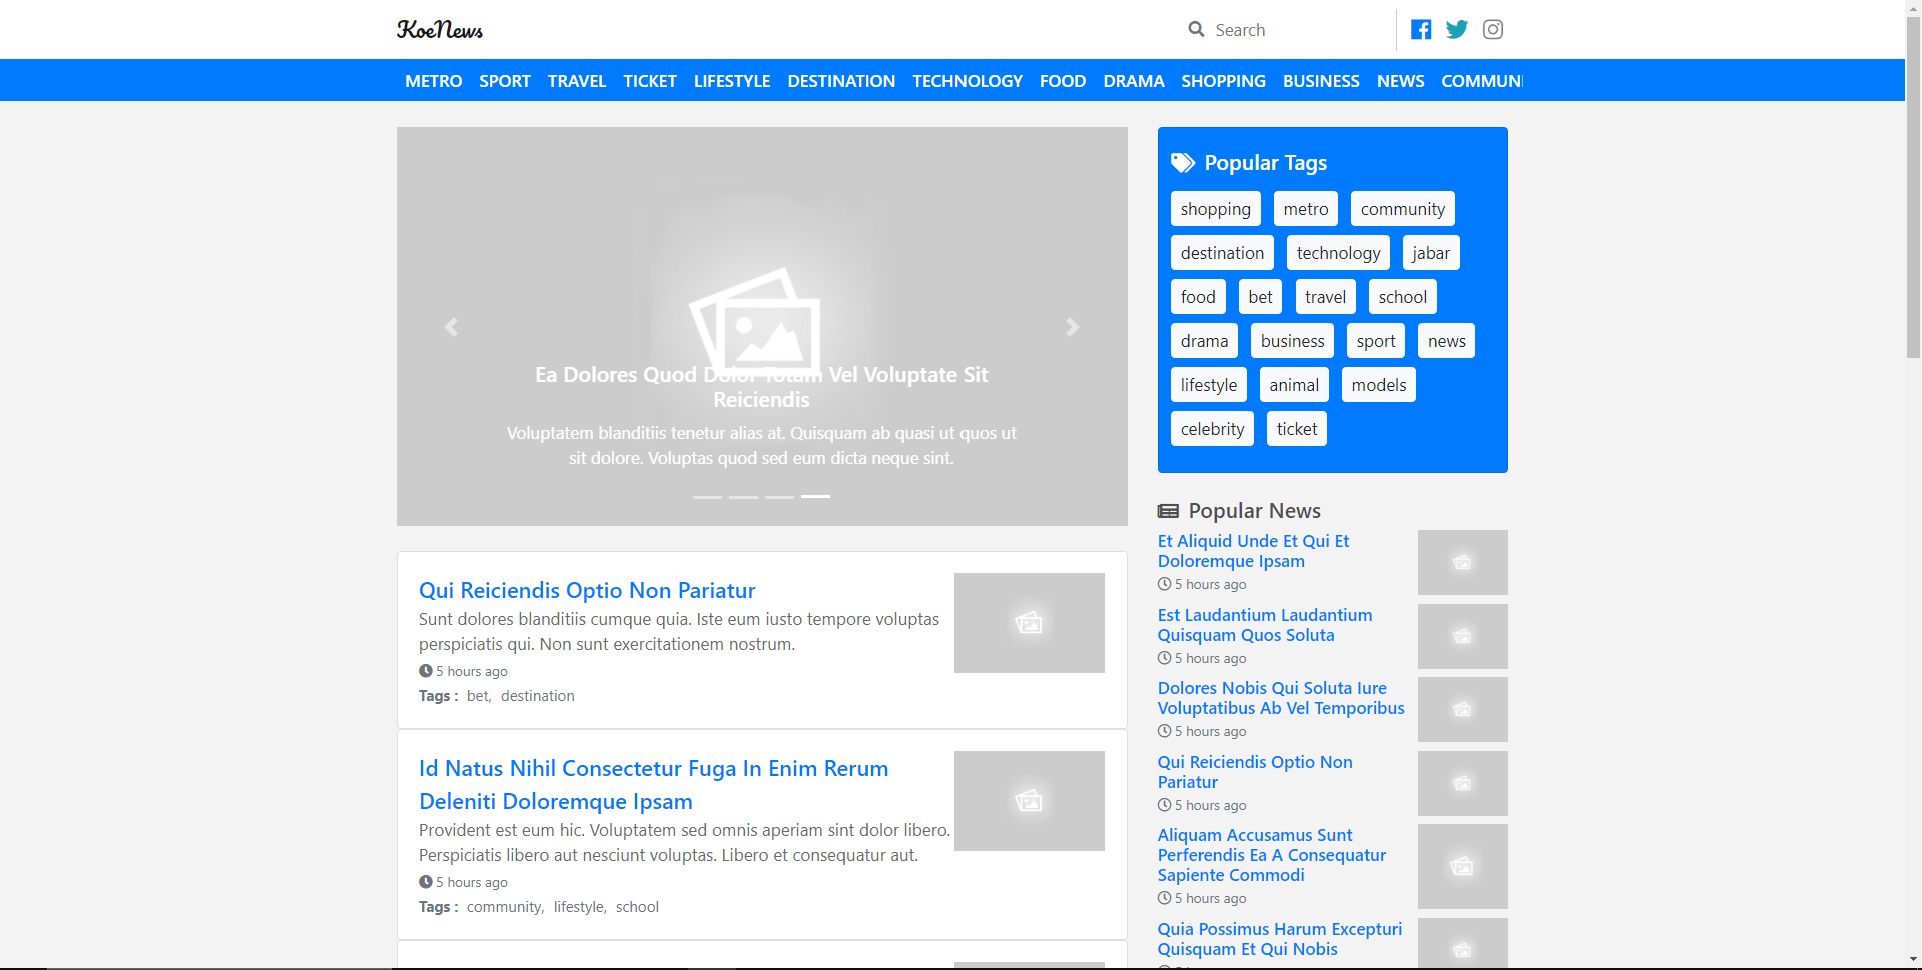 KoeNews
Search
METRO SPORT TRAVEL TICKET LIFESTYLE DESTINATION TECHNOLOGY FOOD DRAMA SHOPPING BUSINESS NEWS COMMUNI
Ea Dolores Quod Dolor Totam Vel Voluptate Sit
Reiciendis
Voluptatem blanditiis tenetur alias at. Quisquam ab quasi ut quos ut
sit dolore. Voluptas quod sed eum dicta neque sint.
Qui Reiciendis Optio Non Pariatur
Sunt dolores blanditiis cumque quia. Iste eum iusto tempore voluptas
perspiciatis qui. Non sunt exercitationem nostrum.
5 hours ago
Tags : bet, destination
Id Natus Nihil Consectetur Fuga In Enim Rerum
Deleniti Doloremque Ipsam
Provident est eum hic. Voluptatem sed omnis aperiam sint dolor libero.
Perspiciatis libero aut nesciunt voluptas. Libero et consequatur aut.
5 hours ago
Tags : community, lifestyle, school
Popular Tags
shopping metro community
destination technology jabar
food bet travel school
drama business sport news
lifestyle animal models
celebrity ticket
Popular News
Et Aliquid Unde Et Qui Et
Doloremque Ipsam
5 hours ago
Est Laudantium Laudantium
Quisquam Quos Soluta
5 hours ago
Dolores Nobis Qui Soluta Iure
Voluptatibus Ab Vel Temporibus
5 hours ago
Qui Reiciendis Optio Non
Pariatur
5 hours ago
Aliquam Accusamus Sunt
Perferendis Ea A Consequatur
Sapiente Commodi
5 hours ago
Quia Possimus Harum Excepturi
Quisquam Et Qui Nobis